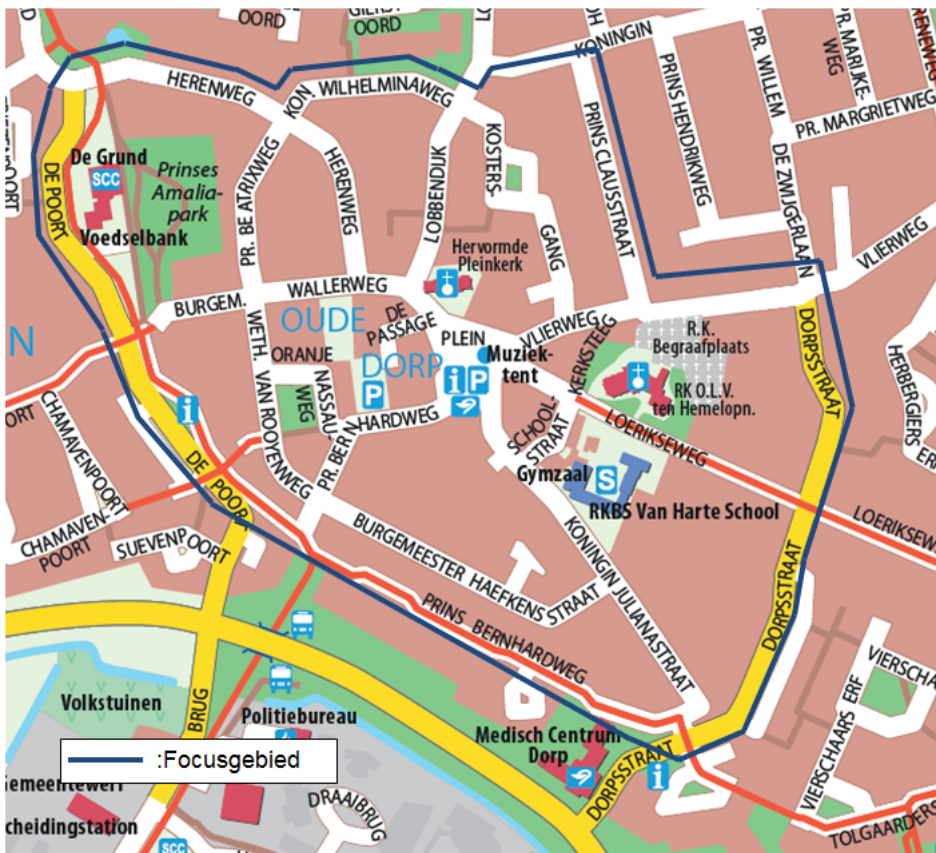 OORD
OORD
KONINGIN
PR. MARIJKE-
WEG
HERENWEG
KON. WILHELMINAWEG
PRINS HENDRIKWEG
PR. WILLEM
DE ZWIJGERLAAN
PR. MARGRIETWEG
De Grund
SCC
Voedselbank
DE POORT
Prinses
Amalia-
park
PR. BEATRIXWEG
HERENWEG
LOBBENDIJK
KOSTERS-
GANG
PRINS CLAUSSTRAAT
VLIERWEG
Hervormde
Pleinkerk
BURGEM.
WALLERWEG
OUDE
DORP
DE
PASSAGE
PLEIN
VLIERWEG
Muziek-
tent
KERKSTEEG
R.K.
Begraafplaats
RK O.L.V.
ten Hemelopn.
DORPSSTRAAT
HERBERGIERS
N
WETH. VAN ROOYENWEG
ORANJE
NASSAU-
WEG
P
i P
PR. BERN
HARDWEG
SCHOOL-
STRAAT
LOERIKSEWEG
Gymzaal
S
RKBS Van Harte School
LOERIKSEW
i
DE POORT
CHAMAVENPOORT
CHAMAVEN-
POORT
SUEVENPOORT
BURGEMEESTER HAEFKENS STRAAT
KONINGIN JULIANASTRAAT
PRINS BERNHARDWEG
DORPSSTRAAT
VIERSCHA
VIERSCHAARS ERF
Volkstuinen
BRUG
Politiebureau
Medisch Centrum
Dorp
DORPSSTRAAT
i
:Focusgebied
emeentewerf
cheidingstation
DRAAIBRUG
TOLGAARDERS
SCC